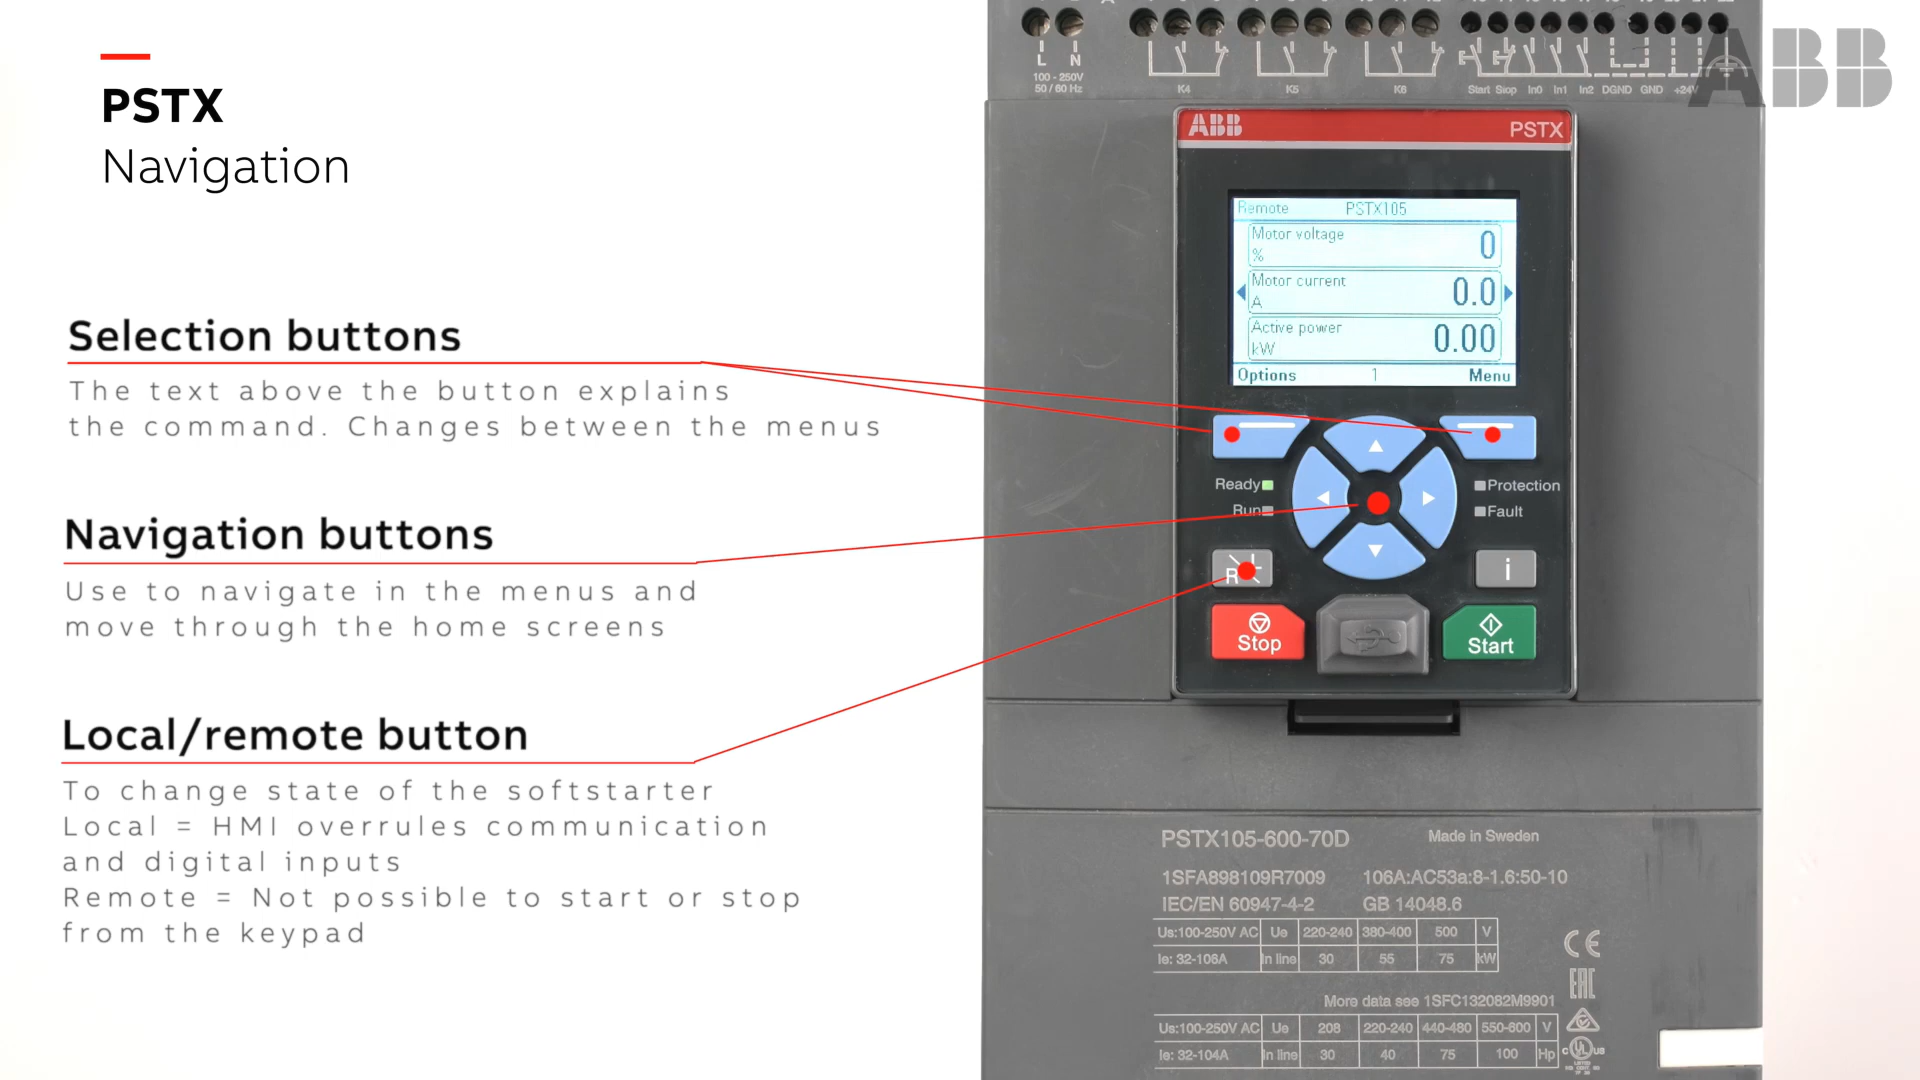 PSTX
Navigation
Selection buttons
The text above the button explains
the command. Changes between the menus
Navigation buttons
Use to navigate in the menus and
move through the home screens
Local/remote button
To change state of the softstarter
Local = HMI overrules communication
and digital inputs
Remote = Not possible to start or stop
from the keypad
ABB
L N
100 - 250V
50 / 60 Hz
K4 K5 K6 Start Stop In0 In1 In2 DGND GND +24V
ABB PSTX
Remote PSTX105
Motor voltage
% 0
Motor current
A 0.0
Active power
kW 0.00
Options 1 Menu
Ready Protection
Run Fault
R i
Stop Start
PSTX105-600-70D Made in Sweden
1SFA898109R7009 106A:AC53a:8-1.6:50-10
IEC/EN 60947-4-2 GB 14048.6
Us:100-250V AC Ue 220-240 380-400 500 V
Ie: 32-106A In line 30 55 75 kW
CE
EAC
More data see 1SFC132082M9901
Us:100-250V AC Ue 208 220-240 440-480 550-600 V
Ie: 32-104A In line 30 40 75 100 Hp
C UL US